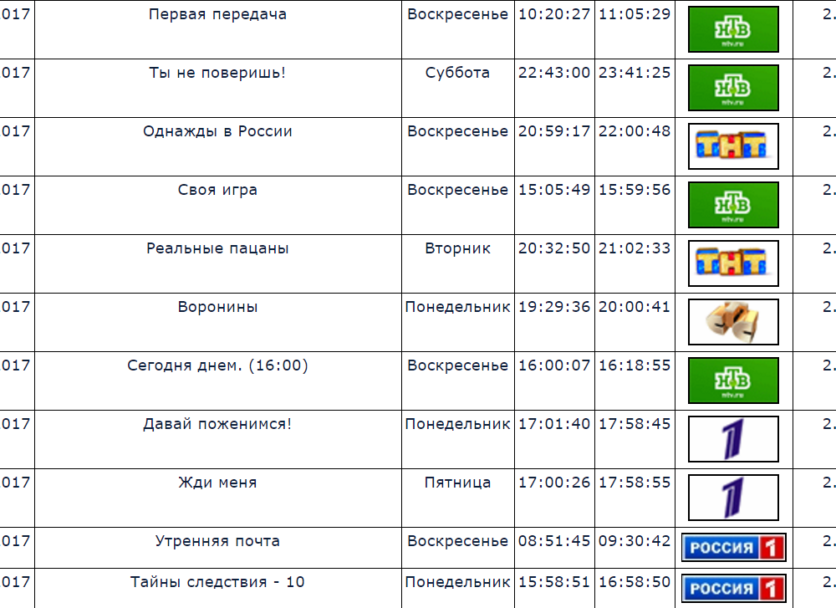 017 Первая передача Воскресенье 10:20:27 11:05:29 НТВ 2.
ntv.ru
017 Ты не поверишь! Суббота 22:43:00 23:41:25 НТВ 2.
ntv.ru
017 Однажды в России Воскресенье 20:59:17 22:00:48 ТНТ 2.
017 Своя игра Воскресенье 15:05:49 15:59:56 НТВ 2.
ntv.ru
017 Реальные пацаны Вторник 20:32:50 21:02:33 ТНТ 2.
017 Воронины Понедельник 19:29:36 20:00:41 СТС 2.
017 Сегодня днем. (16:00) Воскресенье 16:00:07 16:18:55 НТВ 2.
ntv.ru
017 Давай поженимся! Понедельник 17:01:40 17:58:45 1 2.
017 Жди меня Пятница 17:00:26 17:58:55 1 2.
017 Утренняя почта Воскресенье 08:51:45 09:30:42 РОССИЯ 1 2.
017 Тайны следствия - 10 Понедельник 15:58:51 16:58:50 РОССИЯ 1 2.